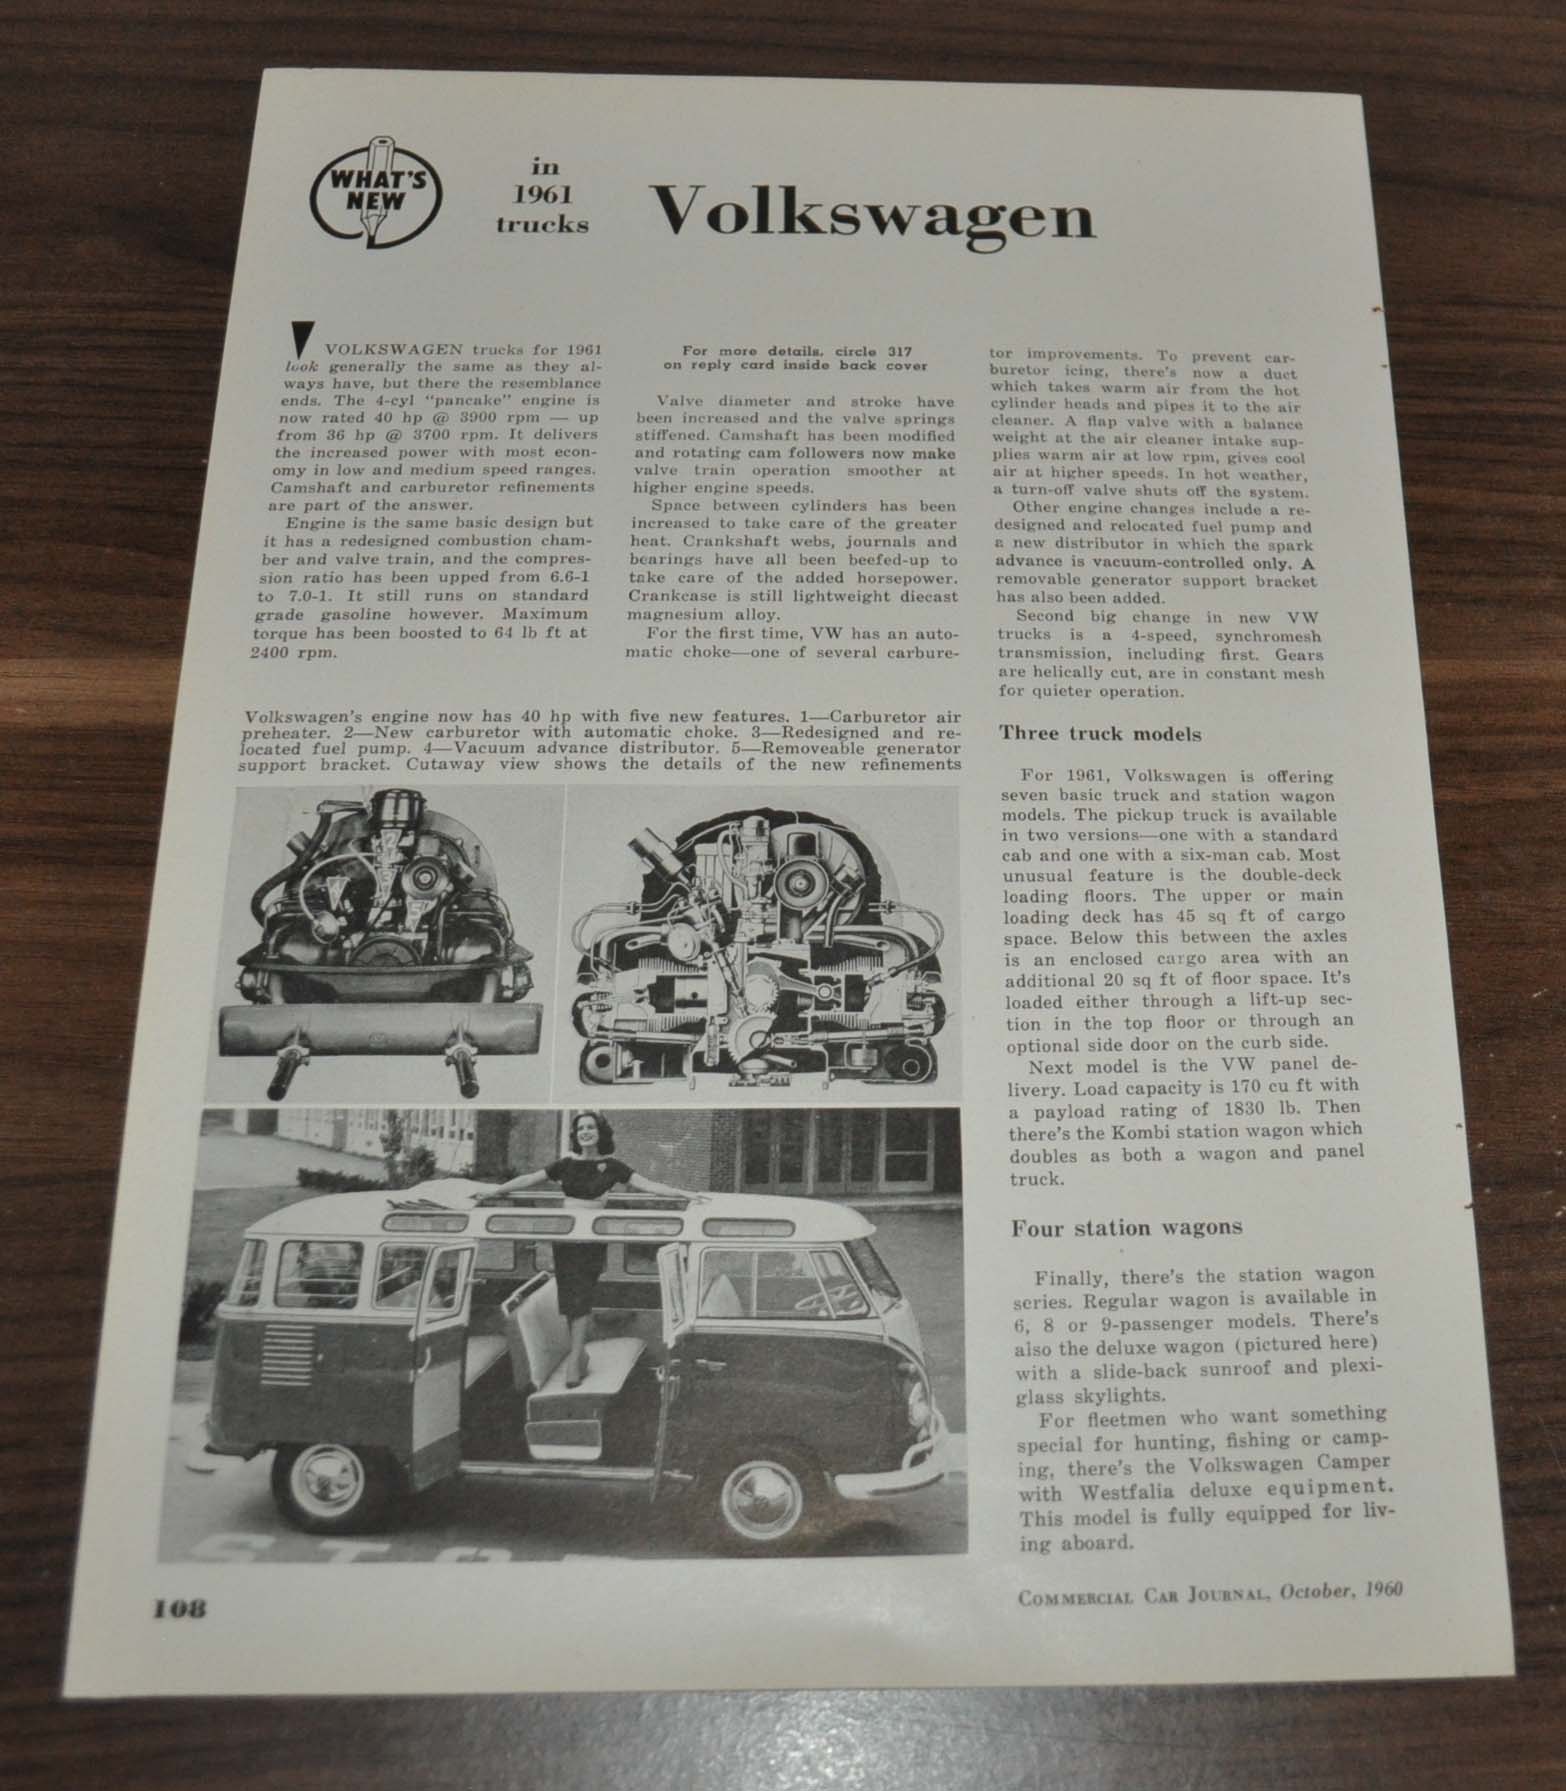 WHAT'S
NEW
in
1961
trucks
Volkswagen
VOLKSWAGEN trucks for 1961
look generally the same as they al-
ways have, but there the resemblance
ends. The 4-cyl "pancake" engine is
now rated 40 hp @ 3900 rpm — up
from 36 hp @ 3700 rpm. It delivers
the increased power with most econ-
omy in low and medium speed ranges.
Camshaft and carburetor refinements
are part of the answer.
Engine is the same basic design but
it has a redesigned combustion cham-
ber and valve train, and the compres-
sion ratio has been upped from 6.6-1
to 7.0-1. It still runs on standard
grade gasoline however. Maximum
torque has been boosted to 64 lb ft at
2400 rpm.
For more details, circle 317
on reply card inside back cover
Valve diameter and stroke have
been increased and the valve springs
stiffened. Camshaft has been modified
and rotating cam followers now make
valve train operation smoother at
higher engine speeds.
Space between cylinders has been
increased to take care of the greater
heat. Crankshaft webs, journals and
bearings have all been beefed-up to
take care of the added horsepower.
Crankcase is still lightweight diecast
magnesium alloy.
For the first time, VW has an auto-
matic choke—one of several carbure-
tor improvements. To prevent car-
buretor icing, there's now a duct
which takes warm air from the hot
cylinder heads and pipes it to the air
cleaner. A flap valve with a balance
weight at the air cleaner intake sup-
plies warm air at low rpm, gives cool
air at higher speeds. In hot weather,
a turn-off valve shuts off the system.
Other engine changes include a re-
designed and relocated fuel pump and
a new distributor in which the spark
advance is vacuum-controlled only. A
removable generator support bracket
has also been added.
Second big change in new VW
trucks is a 4-speed, synchromesh
transmission, including first. Gears
are helically cut, are in constant mesh
for quieter operation.
Volkswagen's engine now has 40 hp with five new features. 1—Carburetor air
preheater. 2—New carburetor with automatic choke. 3—Redesigned and re-
located fuel pump. 4—Vacuum advance distributor. 5—Removeable generator
support bracket. Cutaway view shows the details of the new refinements
Three truck models
For 1961, Volkswagen is offering
seven basic truck and station wagon
models. The pickup truck is available
in two versions—one with a standard
cab and one with a six-man cab. Most
unusual feature is the double-deck
loading floors. The upper or main
loading deck has 45 sq ft of cargo
space. Below this between the axles
is an enclosed cargo area with an
additional 20 sq ft of floor space. It's
loaded either through a lift-up sec-
tion in the top floor or through an
optional side door on the curb side.
Next model is the VW panel de-
livery. Load capacity is 170 cu ft with
a payload rating of 1830 lb. Then
there's the Kombi station wagon which
doubles as both a wagon and panel
truck.
Four station wagons
Finally, there's the station wagon
series. Regular wagon is available in
6, 8 or 9-passenger models. There's
also the deluxe wagon (pictured here)
with a slide-back sunroof and plexi-
glass skylights.
For fleetmen who want something
special for hunting, fishing or camp-
ing, there's the Volkswagen Camper
with Westfalia deluxe equipment.
This model is fully equipped for liv-
ing aboard.
108
COMMERCIAL CAR JOURNAL, October, 1960